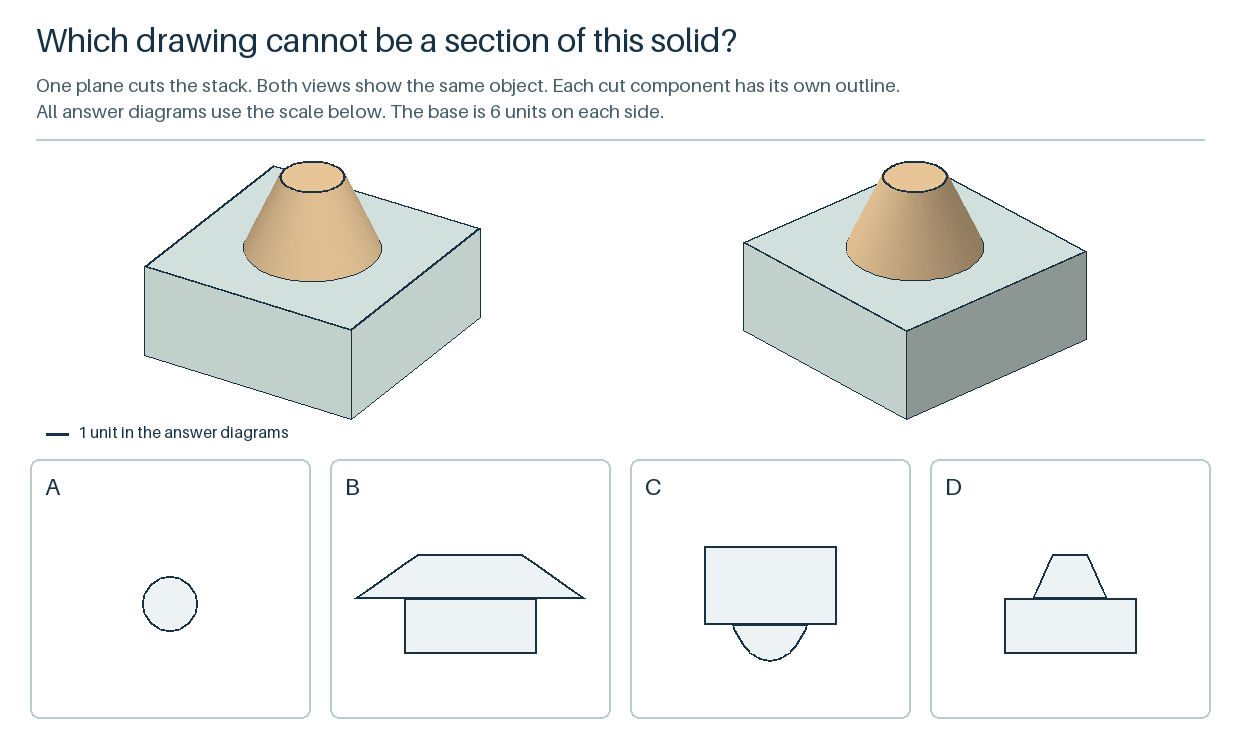 Which drawing cannot be a section of this solid?
One plane cuts the stack. Both views show the same object. Each cut component has its own outline.
All answer diagrams use the scale below. The base is 6 units on each side.
1 unit in the answer diagrams
A
B
C
D